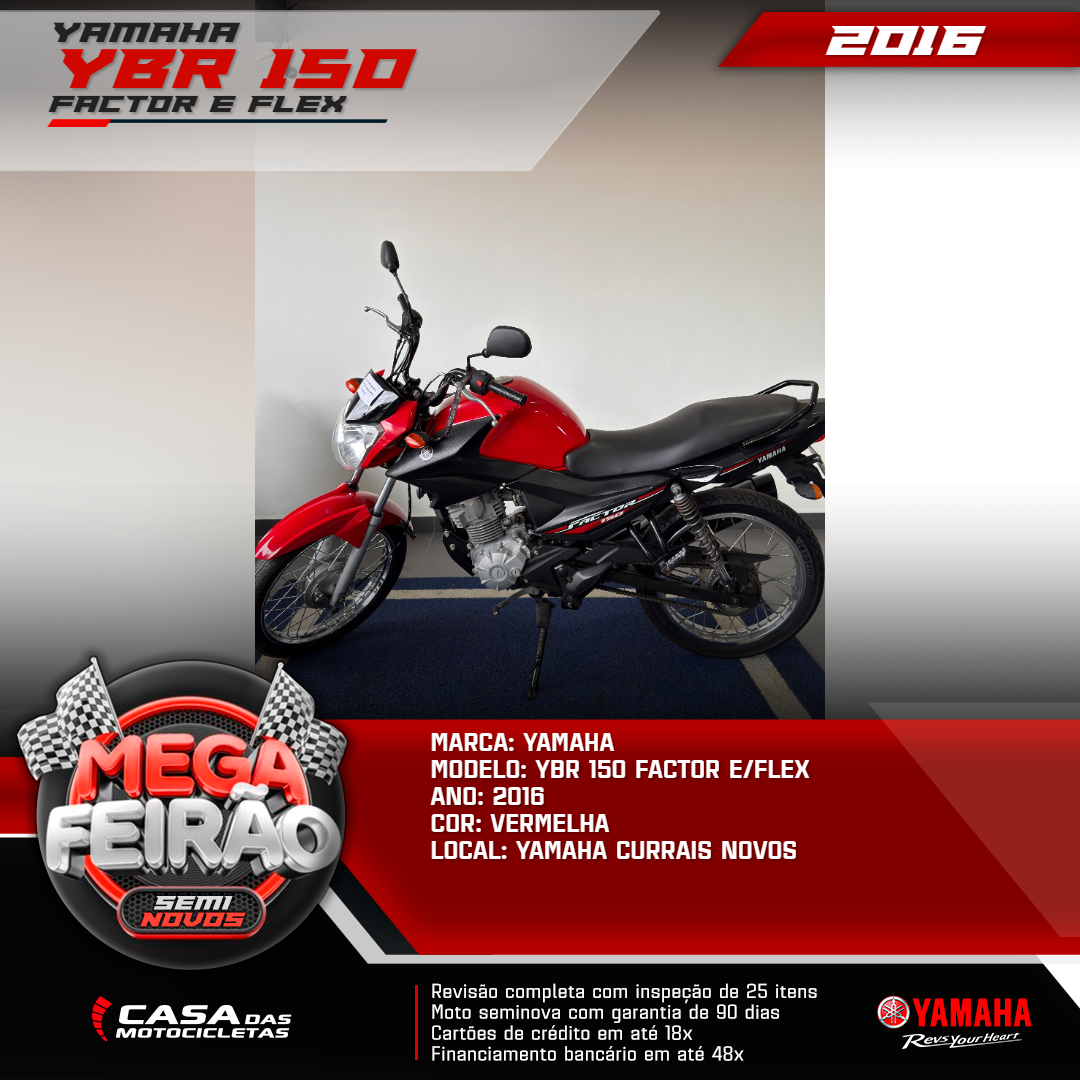 YAMAHA
YBR 150
FACTOR E FLEX
2016
YAMAHA
FACTOR
150
MEGA
FEIRÃO
SEMI
NOVOS
MARCA: YAMAHA
MODELO: YBR 150 FACTOR E/FLEX
ANO: 2016
COR: VERMELHA
LOCAL: YAMAHA CURRAIS NOVOS
CASA DAS
MOTOCICLETAS
Revisão completa com inspeção de 25 itens
Moto seminova com garantia de 90 dias
Cartões de crédito em até 18x
Financiamento bancário em até 48x
YAMAHA
Revs Your Heart